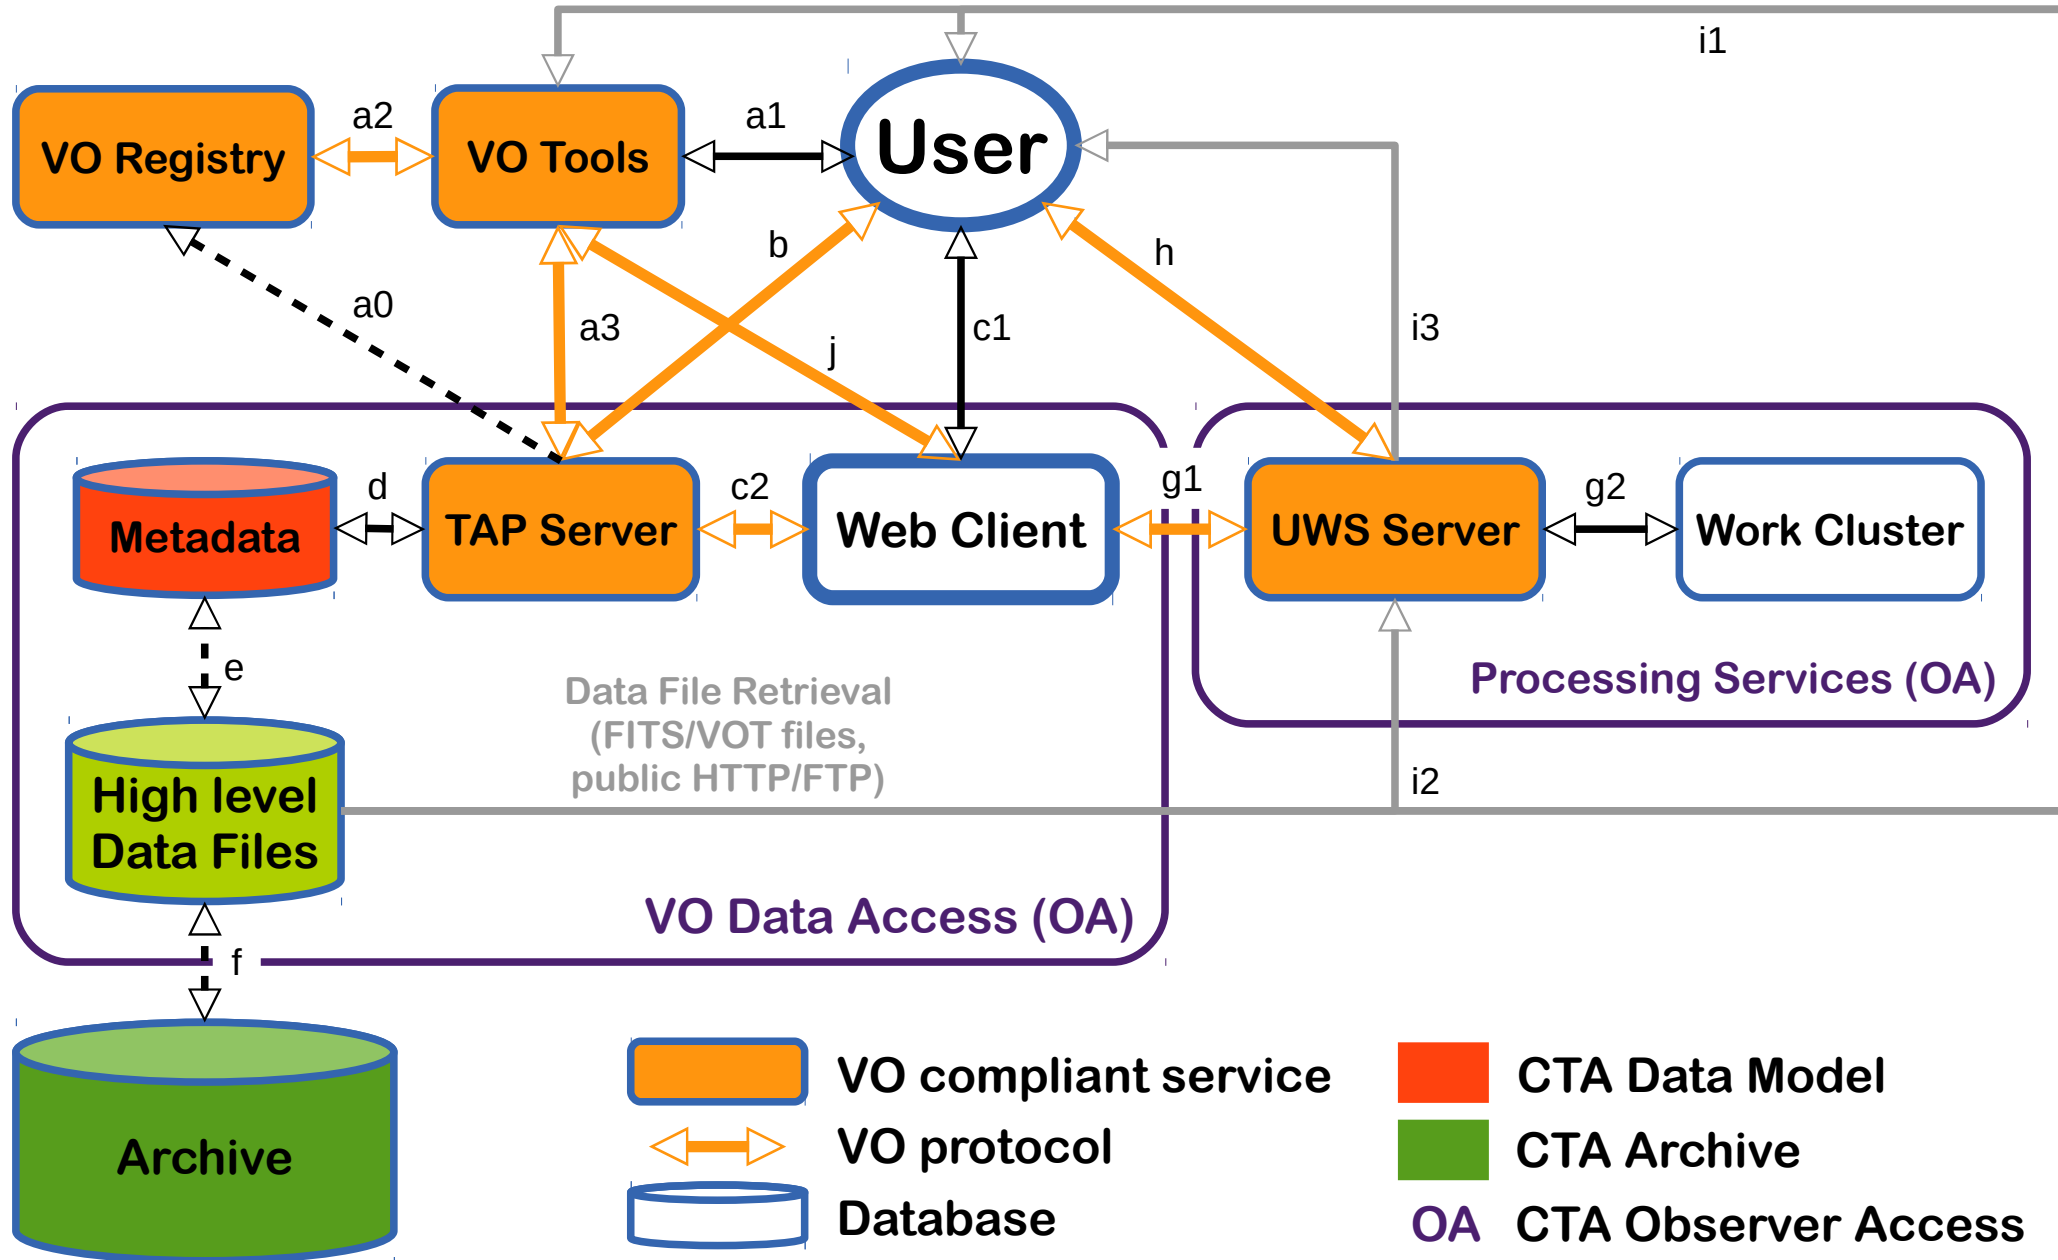 i1
a2
a1
User
VO Registry
VO Tools
b
h
a0
a3
j
c1
i3
d
c2
g1
g2
Metadata
TAP Server
Web Client
UWS Server
Work Cluster
e
Data File Retrieval
(FITS/VOT files,
public HTTP/FTP)
Processing Services (OA)
i2
High level
Data Files
VO Data Access (OA)
f
Archive
VO compliant service
VO protocol
Database
CTA Data Model
CTA Archive
OA CTA Observer Access